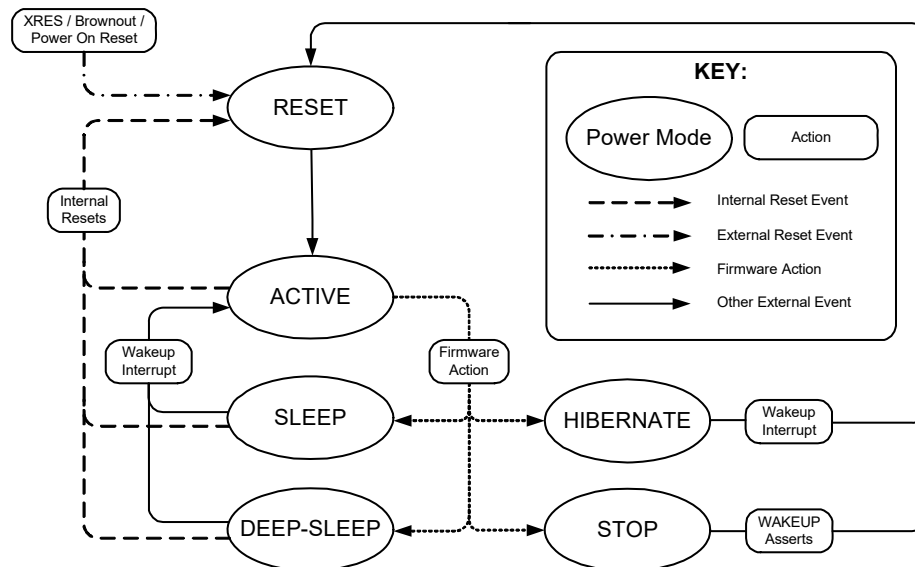 XRES / Brownout /
Power On Reset
RESET
KEY:
Power Mode
Action
Internal Reset Event
External Reset Event
Firmware Action
Other External Event
Internal
Resets
ACTIVE
Wakeup
Interrupt
Firmware
Action
SLEEP
HIBERNATE
Wakeup
Interrupt
DEEP-SLEEP
STOP
WAKEUP
Asserts